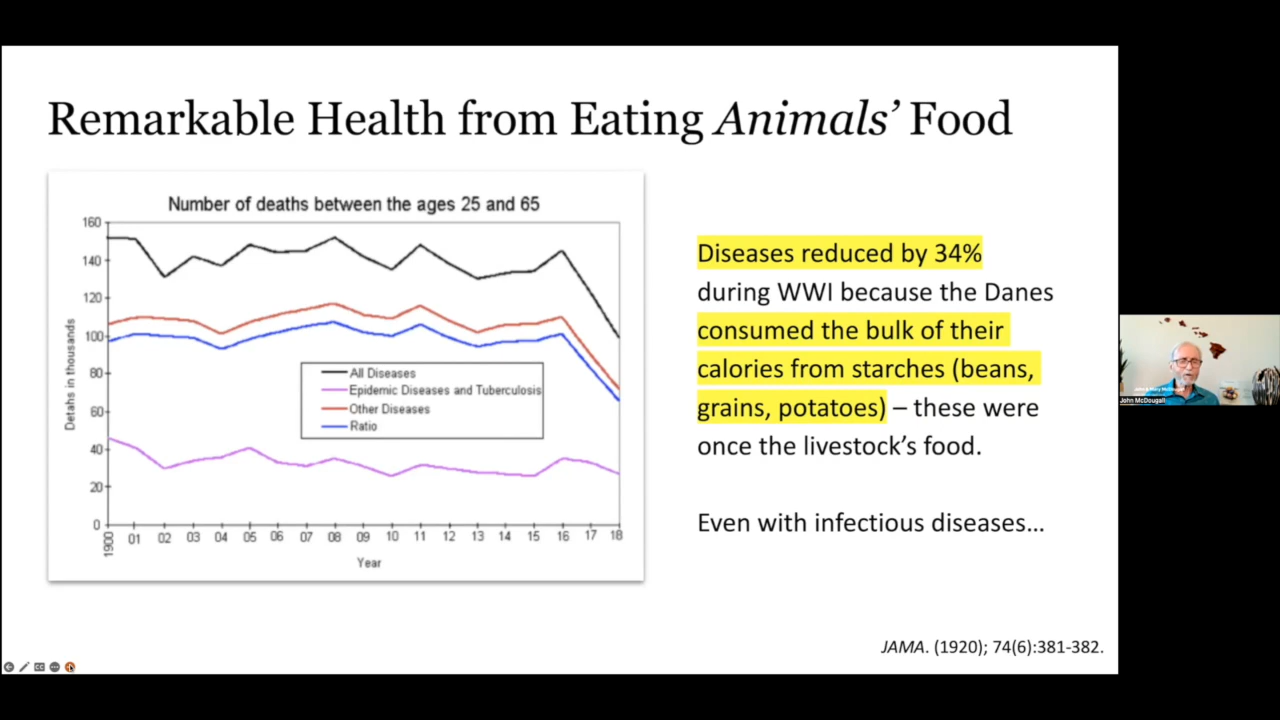 Remarkable Health from Eating Animals’ Food
Number of deaths between the ages 25 and 65
Detahs in thousands
160
140
120
100
80
60
40
20
0
All Diseases
Epidemic Diseases and Tuberculosis
Other Diseases
Ratio
1900 01 02 03 04 05 06 07 08 09 10 11 12 13 14 15 16 17 18
Year
Diseases reduced by 34%
during WWI because the Danes
consumed the bulk of their
calories from starches (beans,
grains, potatoes) – these were
once the livestock’s food.
Even with infectious diseases...
JAMA. (1920); 74(6):381-382.
John McDougall